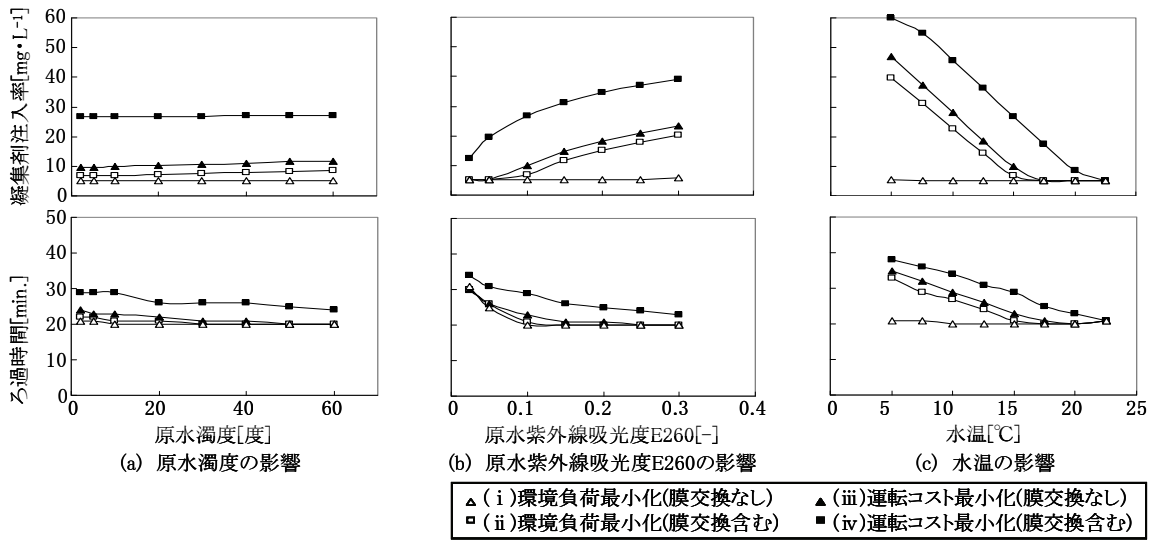 凝集剤注入率[mg・L⁻¹]
60
50
40
30
20
10
0
ろ過時間[min.]
50
40
30
20
10
0
0 20 40 60
原水濁度[度]
(a) 原水濁度の影響
0 0.1 0.2 0.3 0.4
原水紫外線吸光度E260[-]
(b) 原水紫外線吸光度E260の影響
0 5 10 15 20 25
水温[℃]
(c) 水温の影響
(ⅰ)環境負荷最小化(膜交換なし)
(ⅲ)運転コスト最小化(膜交換なし)
(ⅱ)環境負荷最小化(膜交換含む)
(ⅳ)運転コスト最小化(膜交換含む)